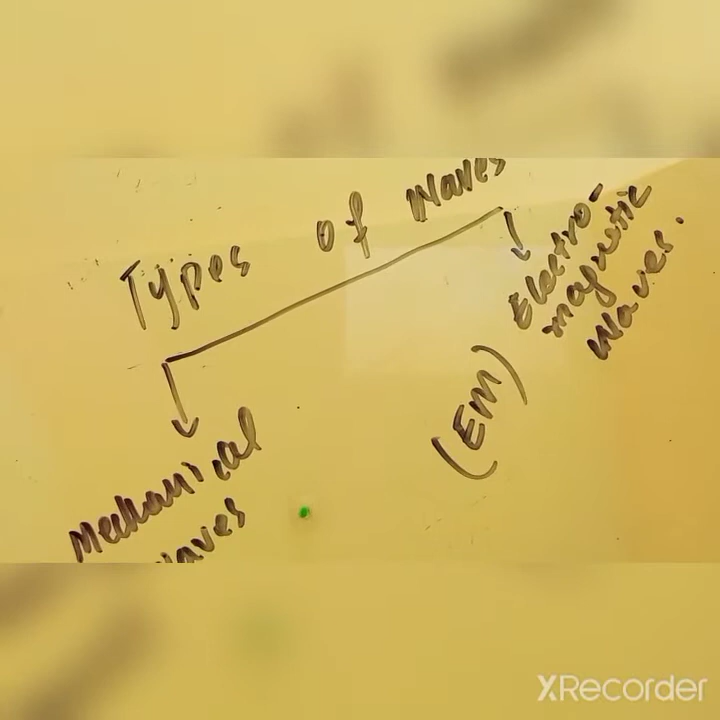 Types of Waves
Electro-
magnetic
Waves.
(EM)
Mechanical
Waves
XRecorder